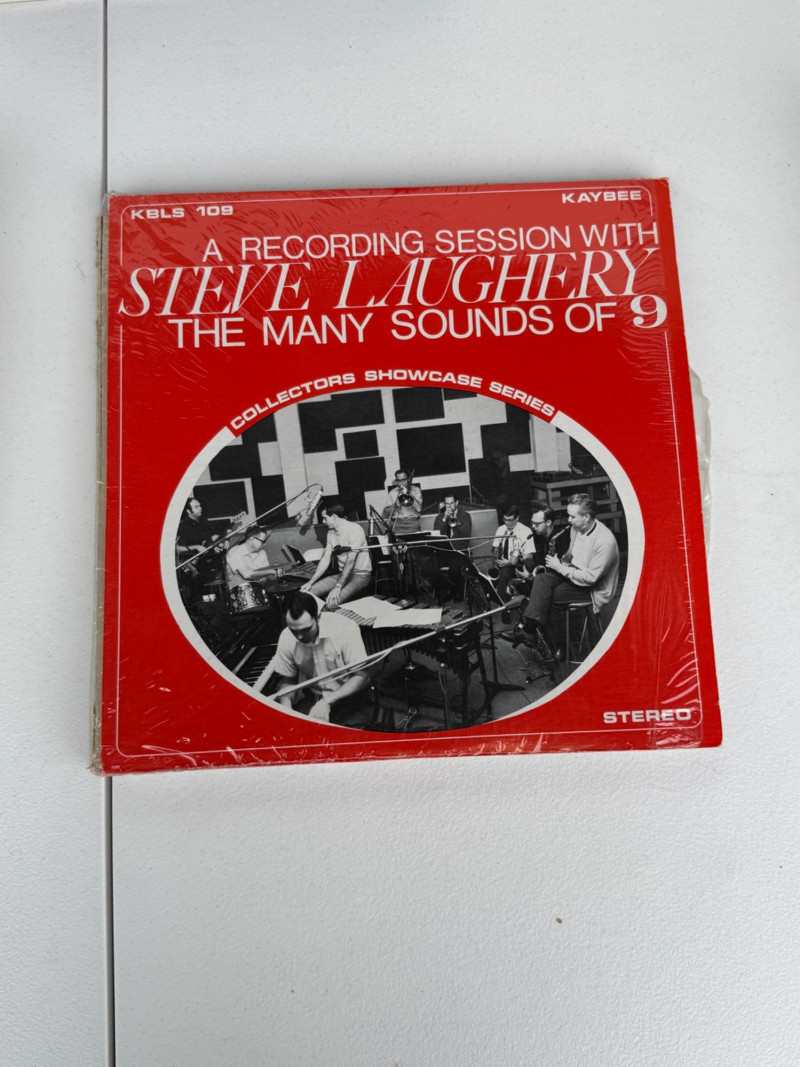 KBLS 109
KAYBEE
A RECORDING SESSION WITH
STEVE LAUGHERY
THE MANY SOUNDS OF 9
COLLECTORS SHOWCASE SERIES
STEREO